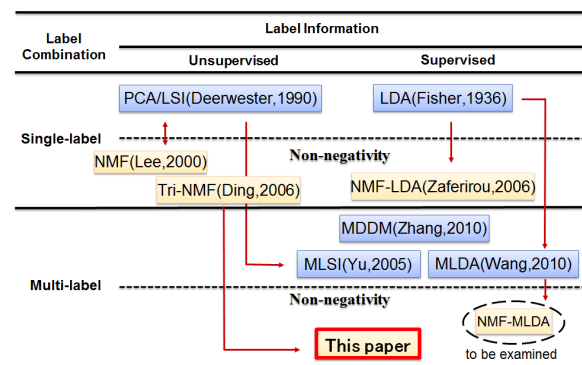 Label
Combination
Label Information
Unsupervised
Supervised
Single-label
PCA/LSI(Deerwester,1990)
LDA(Fisher,1936)
Non-negativity
NMF(Lee,2000)
Tri-NMF(Ding,2006)
NMF-LDA(Zaferirou,2006)
Multi-label
MDDM(Zhang,2010)
MLSI(Yu,2005)
MLDA(Wang,2010)
Non-negativity
NMF-MLDA
This paper
to be examined